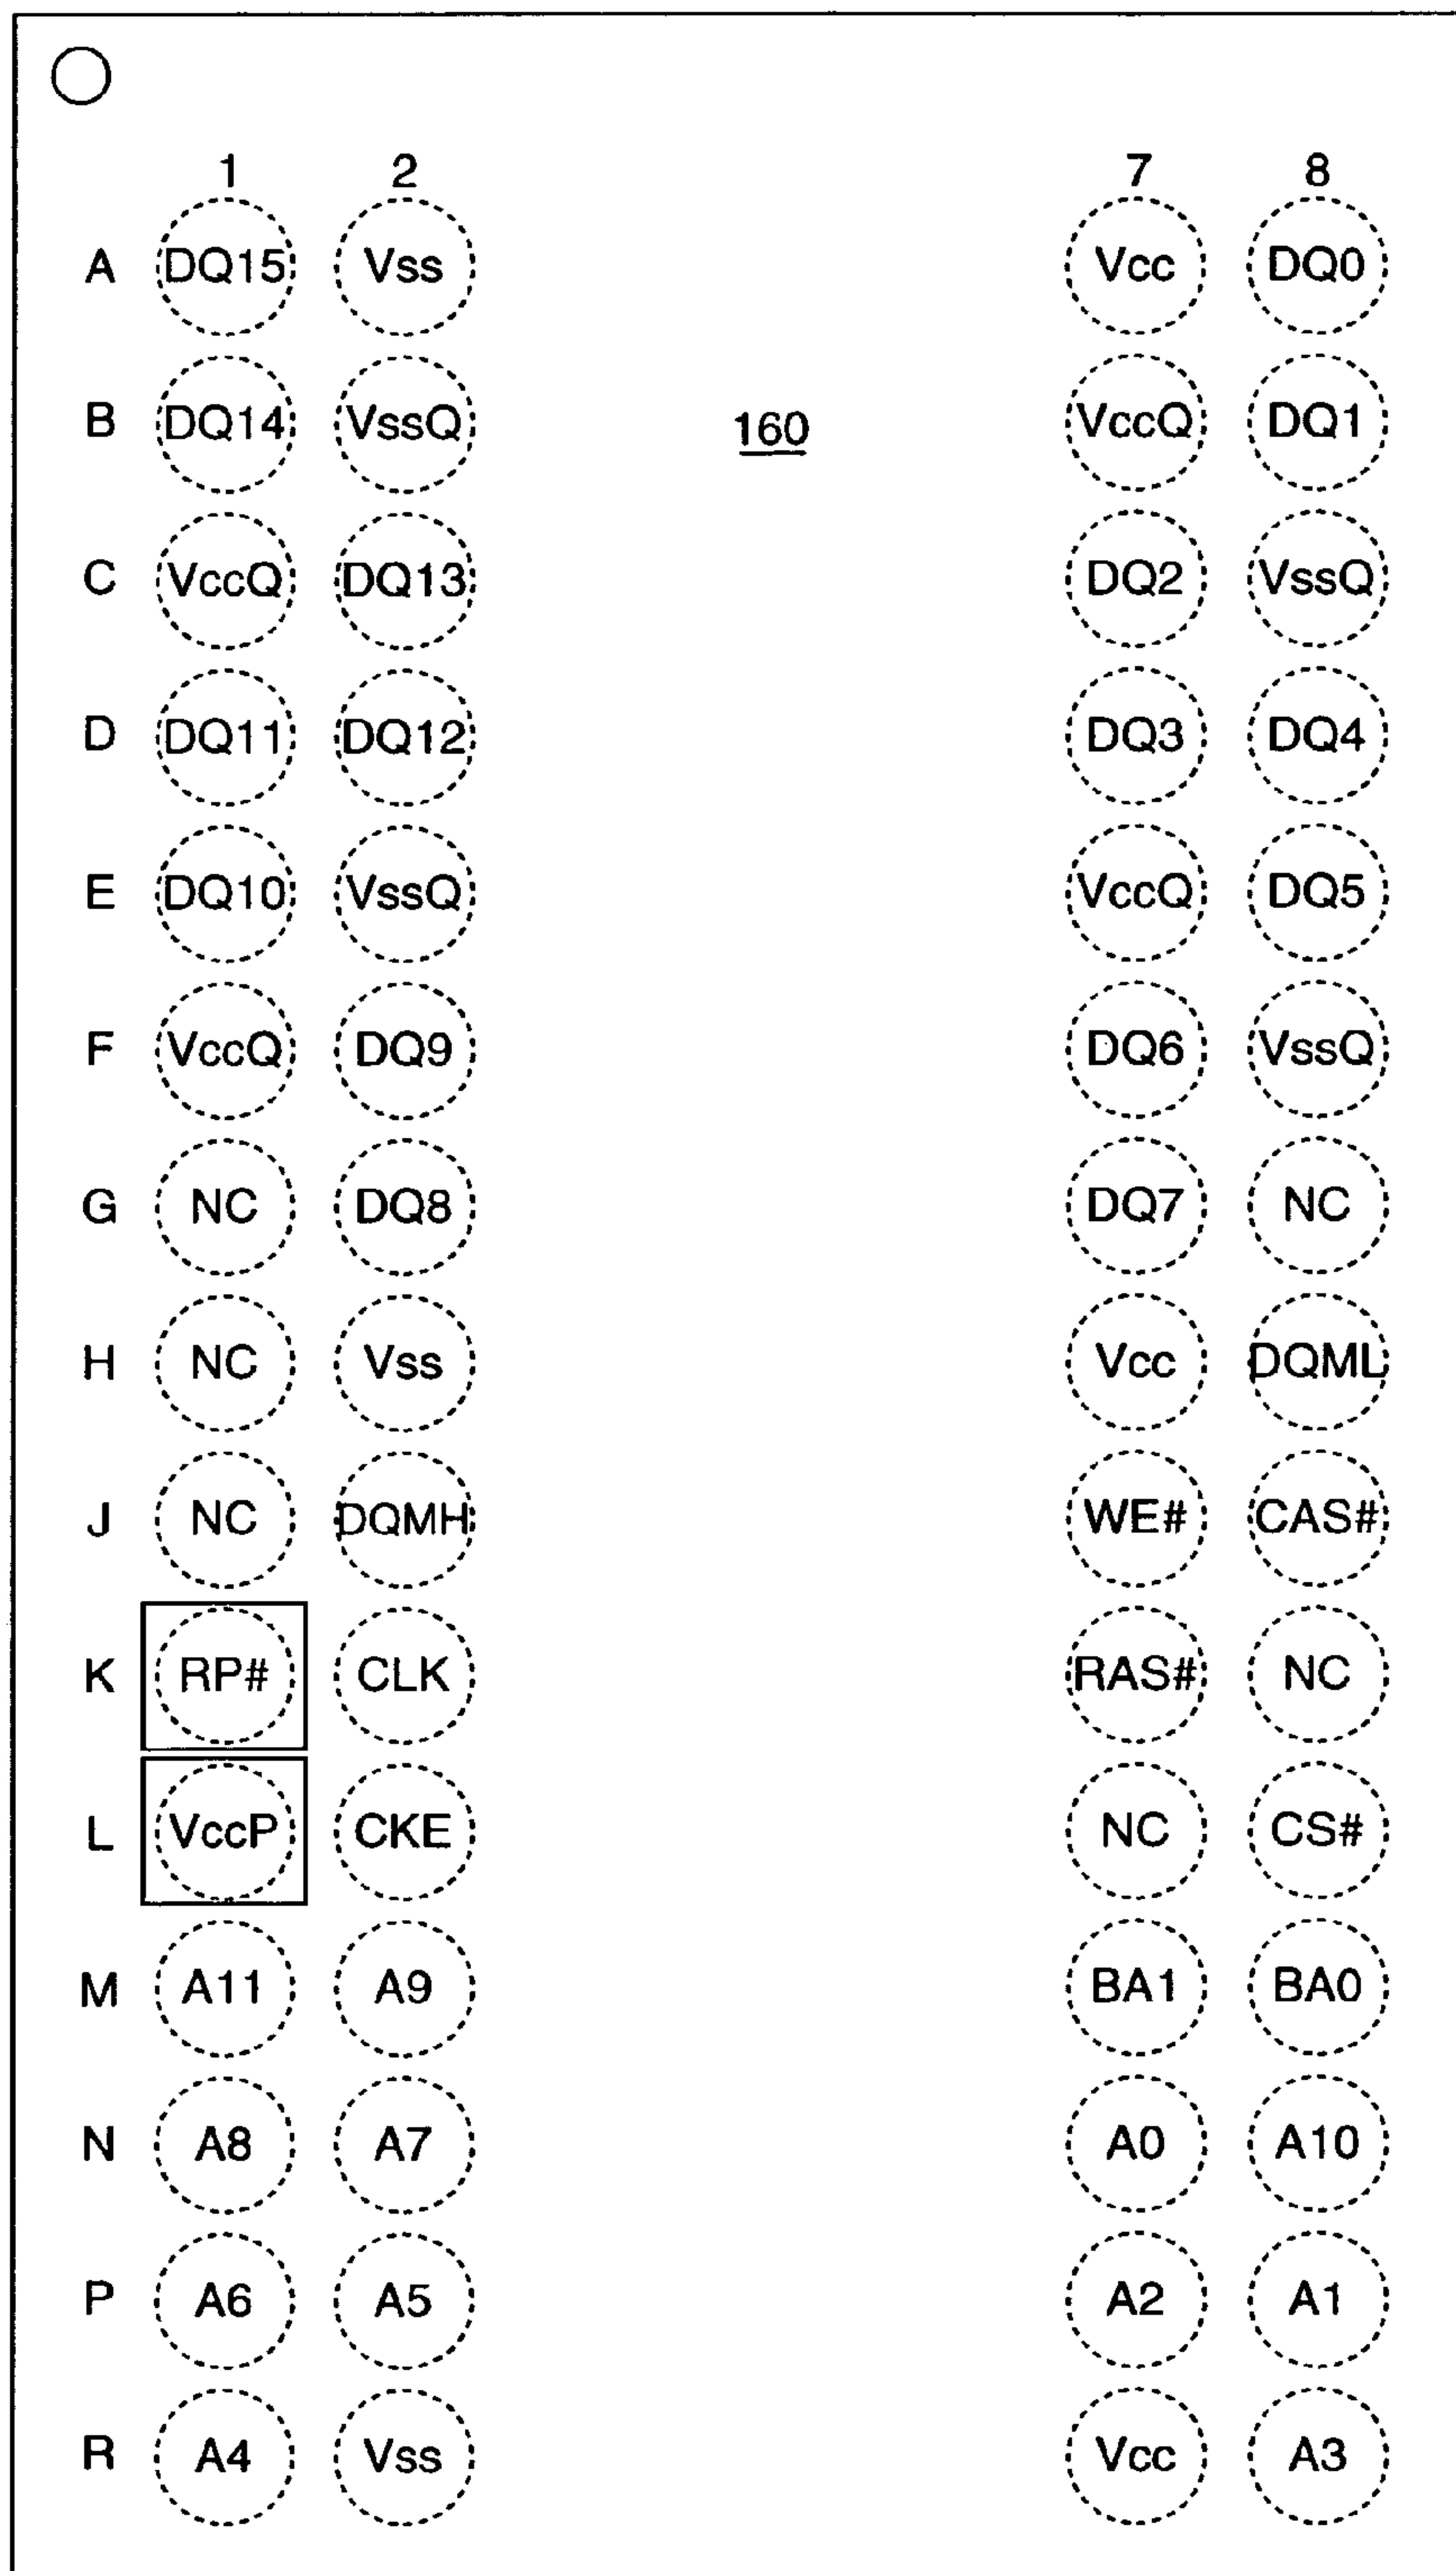 1 2 7 8
A DQ15 Vss Vcc DQ0
B DQ14 VssQ 160 VccQ DQ1
C VccQ DQ13 DQ2 VssQ
D DQ11 DQ12 DQ3 DQ4
E DQ10 VssQ VccQ DQ5
F VccQ DQ9 DQ6 VssQ
G NC DQ8 DQ7 NC
H NC Vss Vcc DQML
J NC DQMH WE# CAS#
K RP# CLK RAS# NC
L VccP CKE NC CS#
M A11 A9 BA1 BA0
N A8 A7 A0 A10
P A6 A5 A2 A1
R A4 Vss Vcc A3